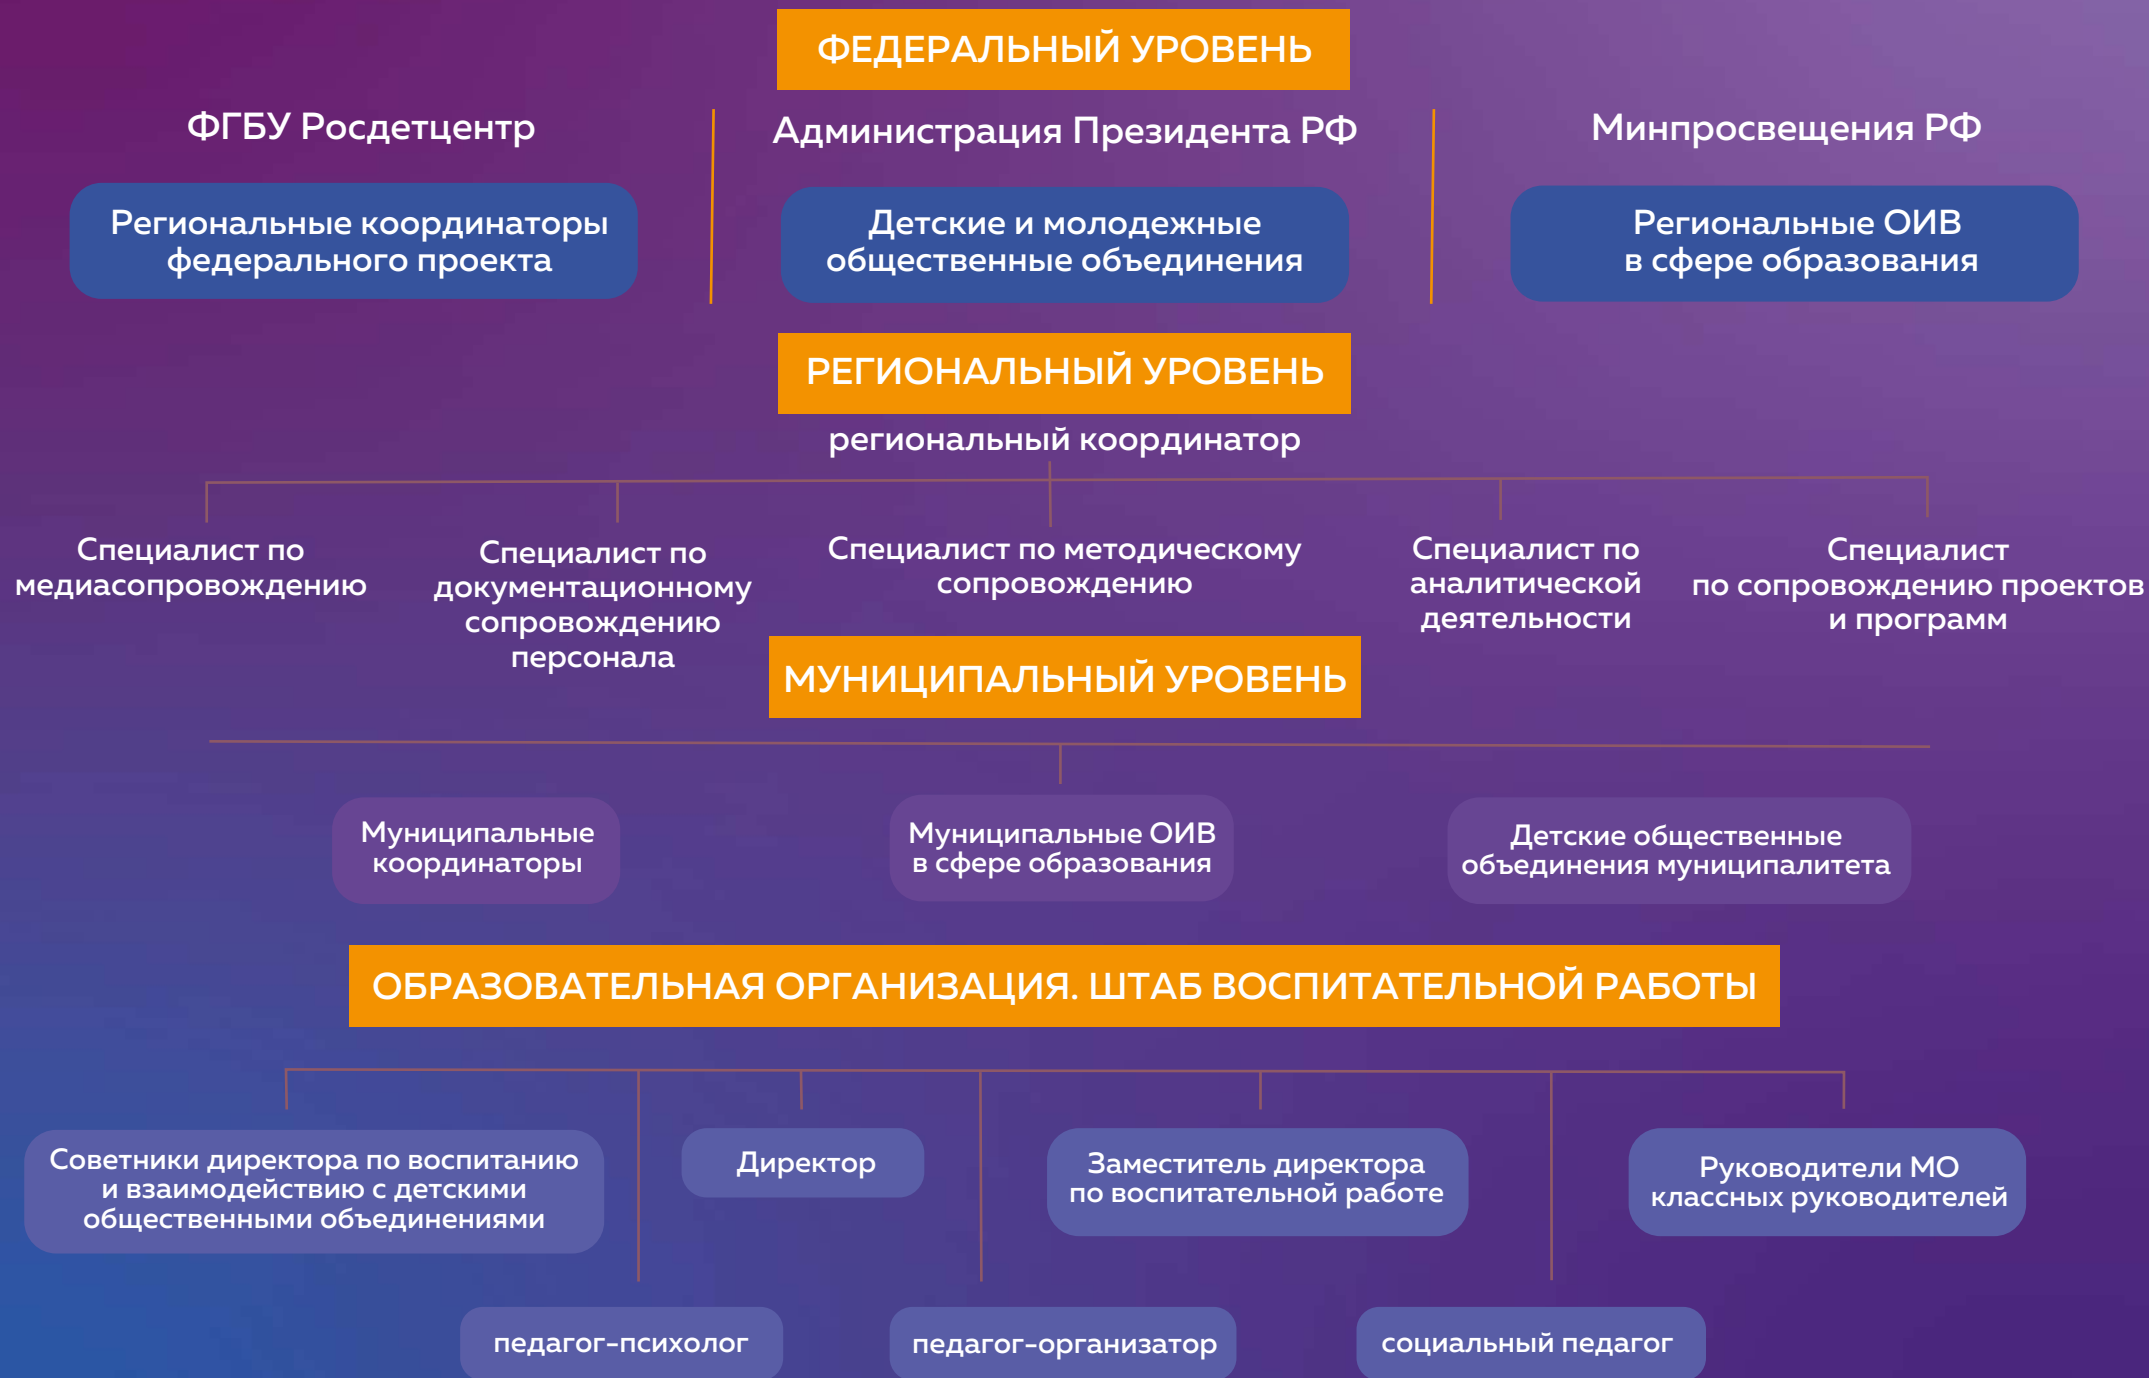 ФЕДЕРАЛЬНЫЙ УРОВЕНЬ
ФГБУ Росдетцентр
Администрация Президента РФ
Минпросвещения РФ
Региональные координаторы
федерального проекта
Детские и молодежные
общественные объединения
Региональные ОИВ
в сфере образования
РЕГИОНАЛЬНЫЙ УРОВЕНЬ
региональный координатор
Специалист по
медиасопровождению
Специалист по
документационному
сопровождению
персонала
Специалист по методическому
сопровождению
Специалист по
аналитической
деятельности
Специалист
по сопровождению проектов
и программ
МУНИЦИПАЛЬНЫЙ УРОВЕНЬ
Муниципальные
координаторы
Муниципальные ОИВ
в сфере образования
Детские общественные
объединения муниципалитета
ОБРАЗОВАТЕЛЬНАЯ ОРГАНИЗАЦИЯ. ШТАБ ВОСПИТАТЕЛЬНОЙ РАБОТЫ
Советники директора по воспитанию
и взаимодействию с детскими
общественными объединениями
Директор
Заместитель директора
по воспитательной работе
Руководители МО
классных руководителей
педагог-психолог
педагог-организатор
социальный педагог